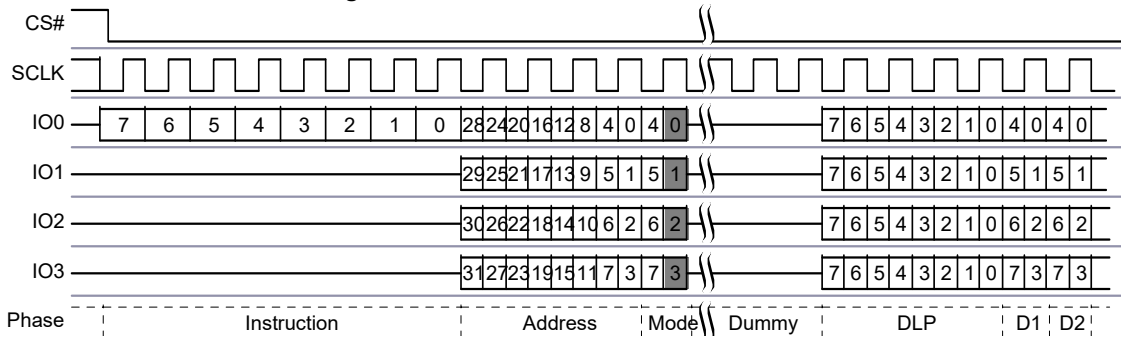 CS#
SCLK
IO0 7 6 5 4 3 2 1 0 28 24 20 16 12 8 4 0 4 0 7 6 5 4 3 2 1 0 4 0 4 0
IO1 29 25 21 17 13 9 5 1 5 1 7 6 5 4 3 2 1 0 5 1 5 1
IO2 30 26 22 18 14 10 6 2 6 2 7 6 5 4 3 2 1 0 6 2 6 2
IO3 31 27 23 19 15 11 7 3 7 3 7 6 5 4 3 2 1 0 7 3 7 3
Phase Instruction Address Mode Dummy DLP D1 D2